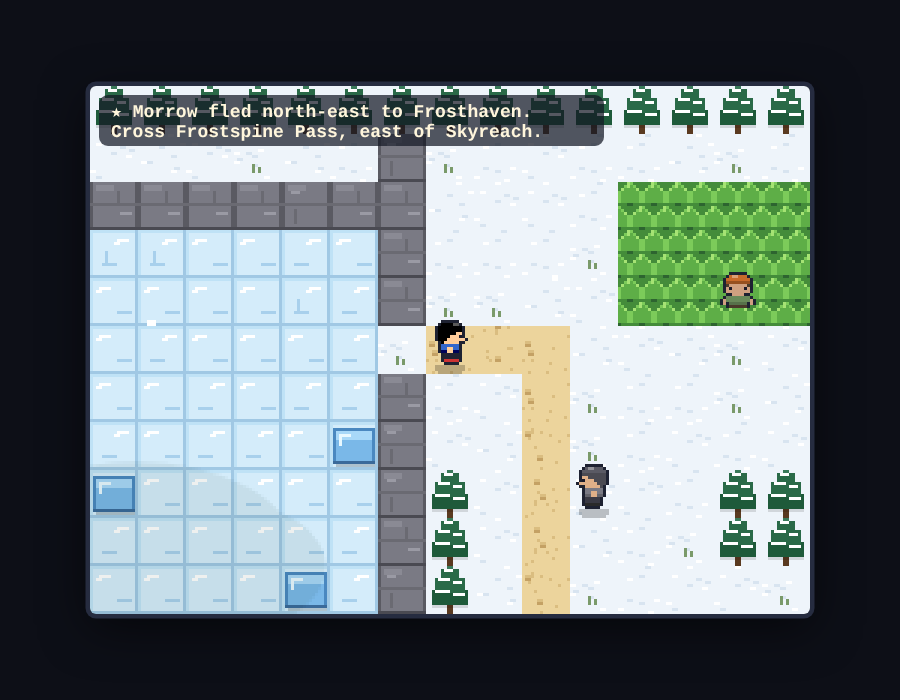 ★ Morrow fled north-east to Frosthaven.
Cross Frostspine Pass, east of Skyreach.